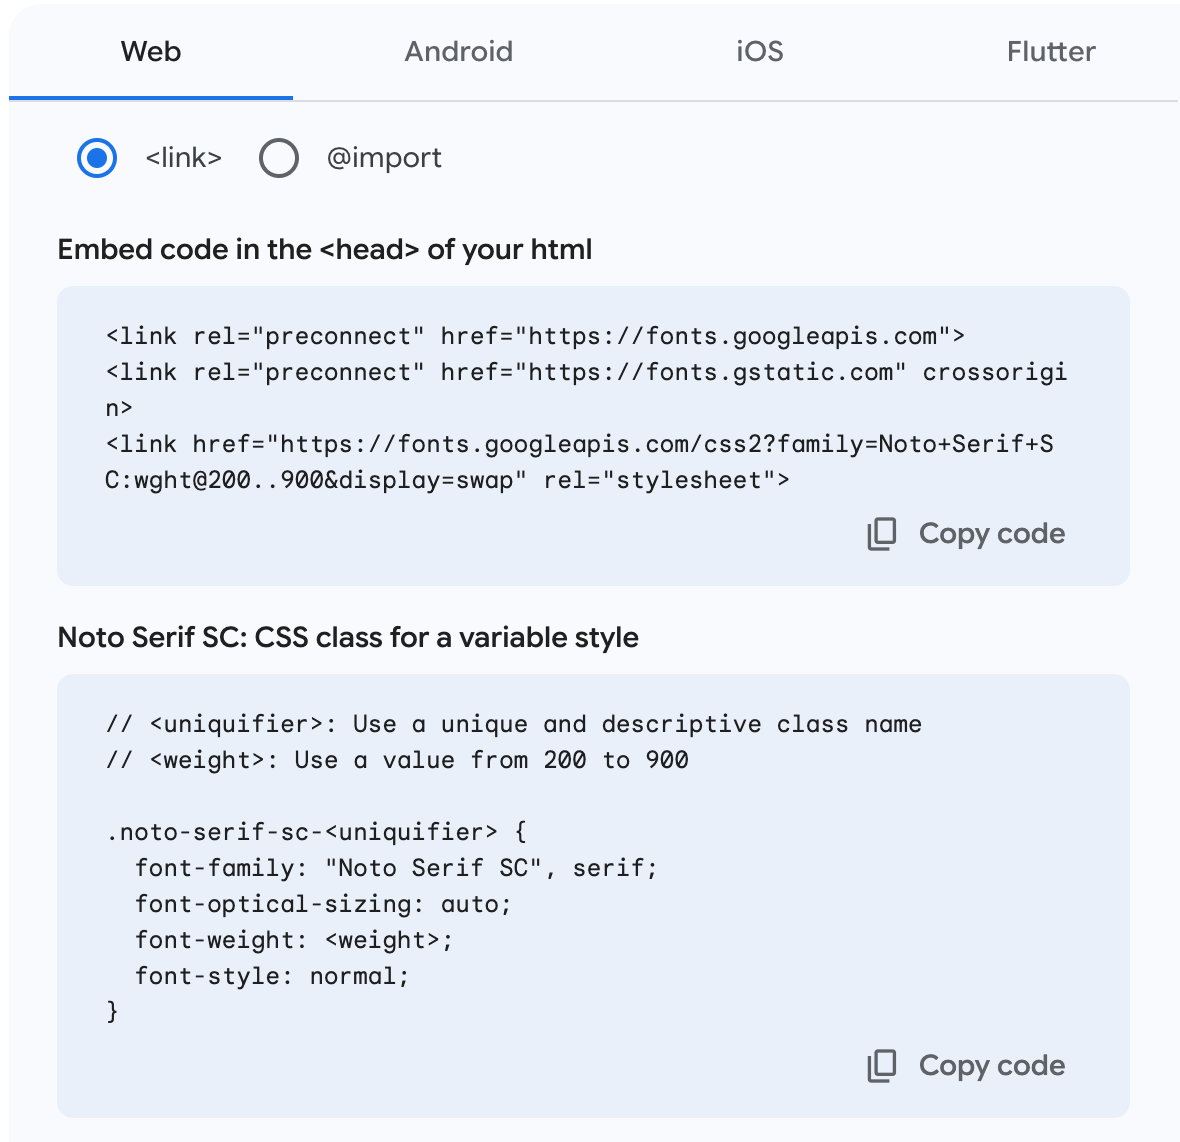 Web Android iOS Flutter
<link> @import
Embed code in the <head> of your html
<link rel="preconnect" href="https://fonts.googleapis.com">
<link rel="preconnect" href="https://fonts.gstatic.com" crossorigi
n>
<link href="https://fonts.googleapis.com/css2?family=Noto+Serif+S
C:wght@200..900&display=swap" rel="stylesheet">
Copy code
Noto Serif SC: CSS class for a variable style
// <uniquifier>: Use a unique and descriptive class name
// <weight>: Use a value from 200 to 900
.noto-serif-sc-<uniquifier> {
  font-family: "Noto Serif SC", serif;
  font-optical-sizing: auto;
  font-weight: <weight>;
  font-style: normal;
}
Copy code